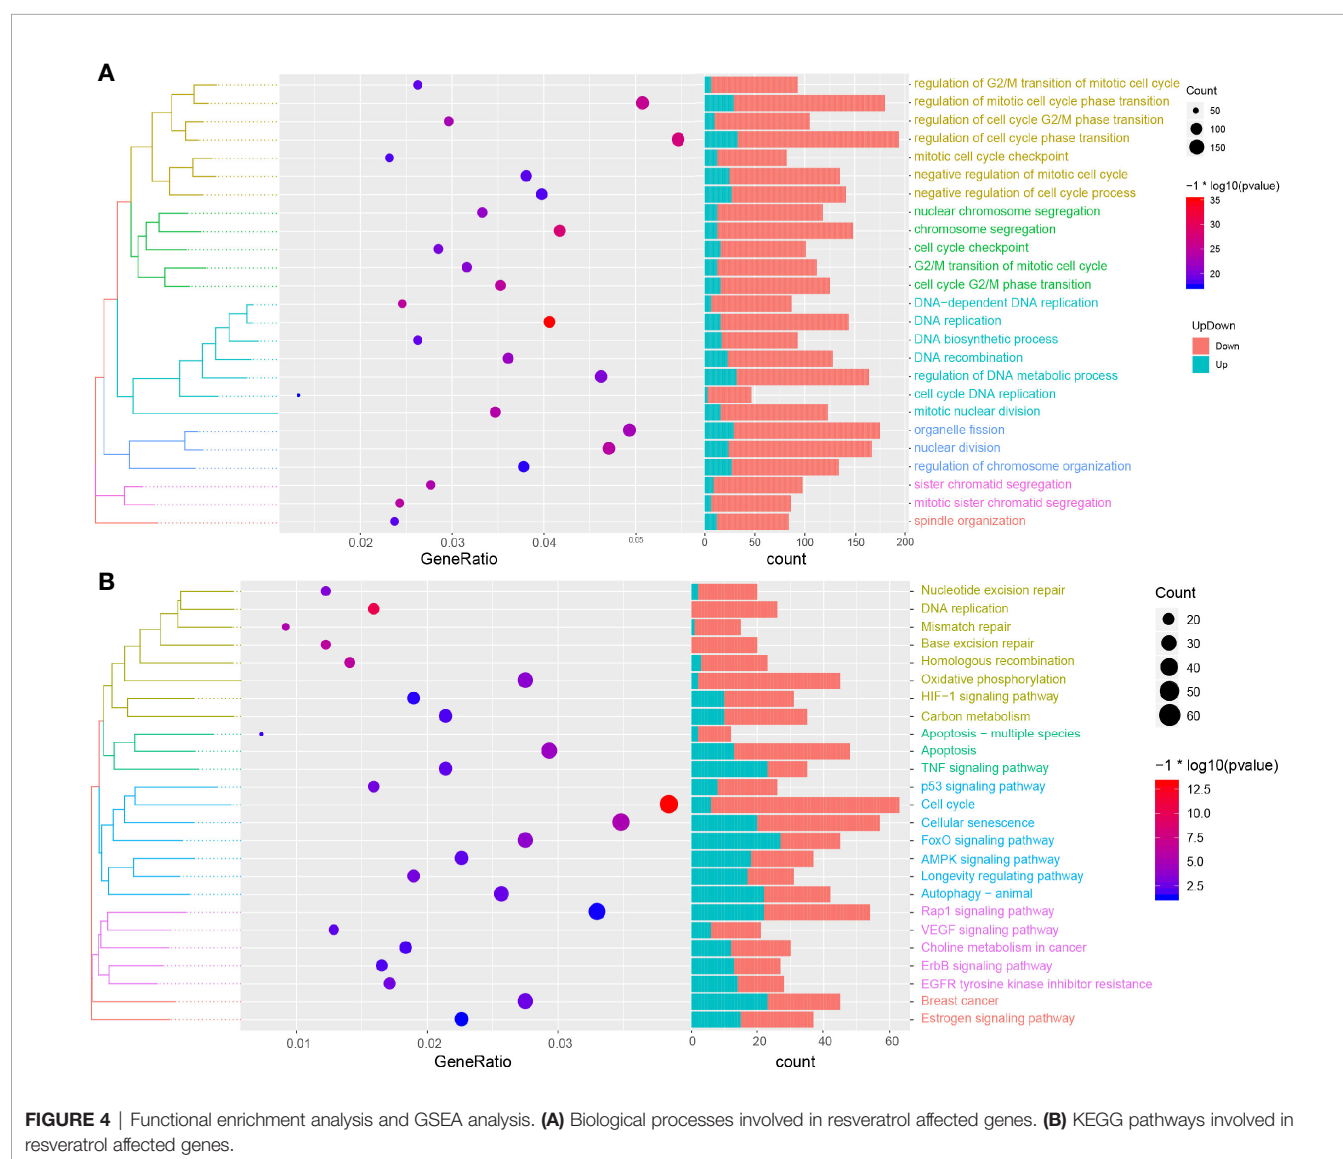 A
regulation of G2/M transition of mitotic cell cycle
regulation of mitotic cell cycle phase transition
regulation of cell cycle G2/M phase transition
regulation of cell cycle phase transition
mitotic cell cycle checkpoint
negative regulation of mitotic cell cycle
negative regulation of cell cycle process
nuclear chromosome segregation
chromosome segregation
cell cycle checkpoint
G2/M transition of mitotic cell cycle
cell cycle G2/M phase transition
DNA−dependent DNA replication
DNA replication
DNA biosynthetic process
DNA recombination
regulation of DNA metabolic process
cell cycle DNA replication
mitotic nuclear division
organelle fission
nuclear division
regulation of chromosome organization
sister chromatid segregation
mitotic sister chromatid segregation
spindle organization
0.02 0.03 0.04 0.05
GeneRatio
0 50 100 150 200
count
Count
50
100
150
−1 * log10(pvalue)
35
30
25
20
UpDown
Down
Up
B
Nucleotide excision repair
DNA replication
Mismatch repair
Base excision repair
Homologous recombination
Oxidative phosphorylation
HIF−1 signaling pathway
Carbon metabolism
Apoptosis − multiple species
Apoptosis
TNF signaling pathway
p53 signaling pathway
Cell cycle
Cellular senescence
FoxO signaling pathway
AMPK signaling pathway
Longevity regulating pathway
Autophagy − animal
Rap1 signaling pathway
VEGF signaling pathway
Choline metabolism in cancer
ErbB signaling pathway
EGFR tyrosine kinase inhibitor resistance
Breast cancer
Estrogen signaling pathway
0.01 0.02 0.03
GeneRatio
0 20 40 60
count
Count
20
30
40
50
60
−1 * log10(pvalue)
12.5
10.0
7.5
5.0
2.5
FIGURE 4 | Functional enrichment analysis and GSEA analysis. (A) Biological processes involved in resveratrol affected genes. (B) KEGG pathways involved in
resveratrol affected genes.